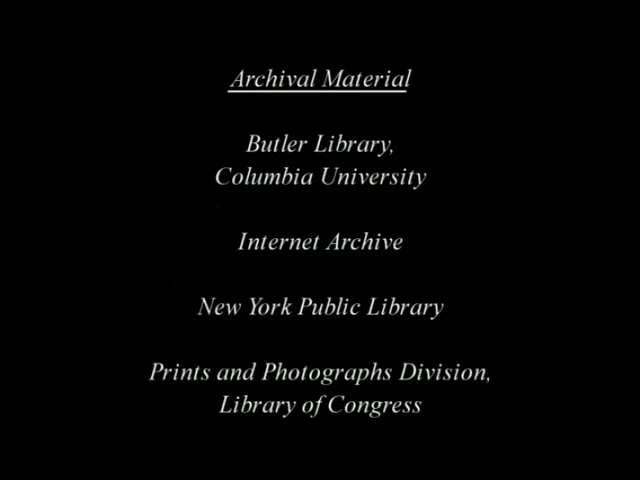 Archival Material
Butler Library,
Columbia University
Internet Archive
New York Public Library
Prints and Photographs Division,
Library of Congress